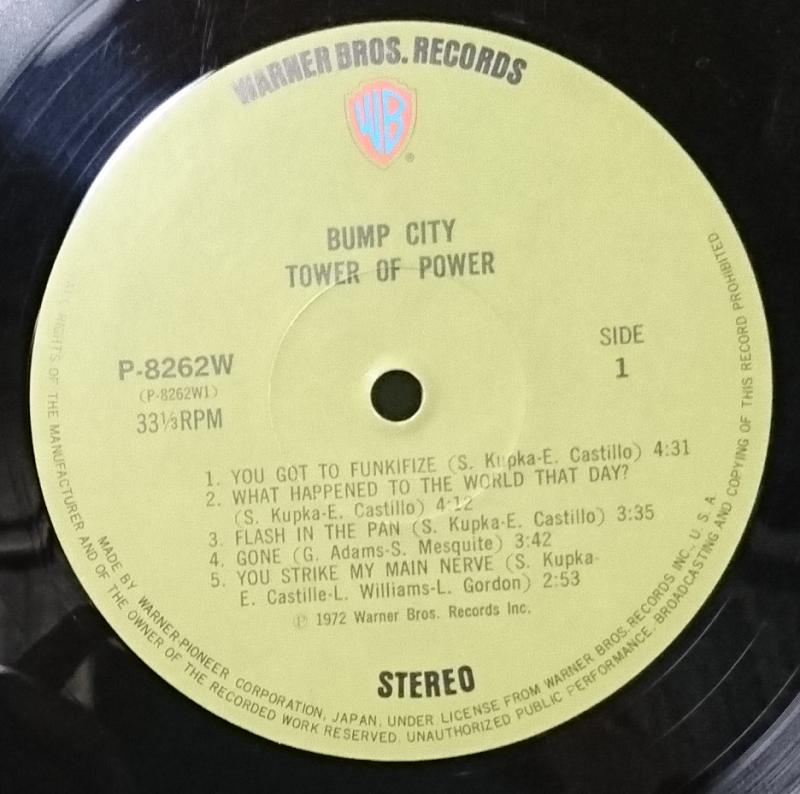 WARNER BROS. RECORDS
WB
®
BUMP CITY
TOWER OF POWER
P-8262W
(P-8262W1)
33⅓RPM
SIDE
1
1. YOU GOT TO FUNKIFIZE (S. Kupka-E. Castillo) 4:31
2. WHAT HAPPENED TO THE WORLD THAT DAY?
(S. Kupka-E. Castillo) 4:12
3. FLASH IN THE PAN (S. Kupka-E. Castillo) 3:35
4. GONE (G. Adams-S. Mesquite) 3:42
5. YOU STRIKE MY MAIN NERVE (S. Kupka-
E. Castille-L. Williams-L. Gordon) 2:53
℗ 1972 Warner Bros. Records Inc.
STEREO
MADE BY WARNER-PIONEER CORPORATION, JAPAN, UNDER LICENSE FROM WARNER BROS. RECORDS INC., U. S. A.
ALL RIGHTS OF THE MANUFACTURER AND OF THE OWNER OF THE RECORDED WORK RESERVED. UNAUTHORIZED PUBLIC PERFORMANCE. BROADCASTING AND COPYING OF THIS RECORD PROHIBITED